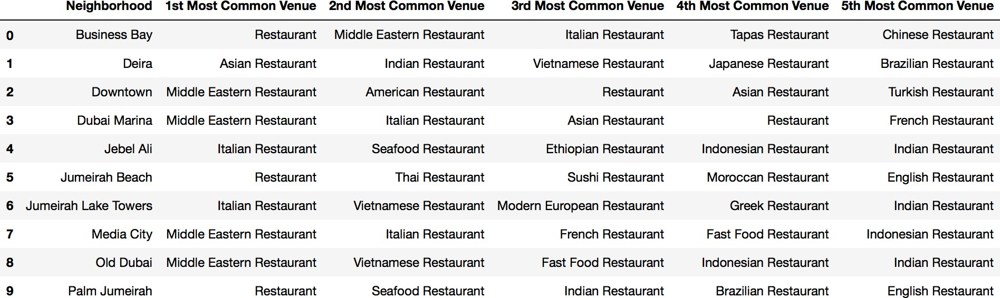 Neighborhood 1st Most Common Venue 2nd Most Common Venue 3rd Most Common Venue 4th Most Common Venue 5th Most Common Venue
0 Business Bay Restaurant Middle Eastern Restaurant Italian Restaurant Tapas Restaurant Chinese Restaurant
1 Deira Asian Restaurant Indian Restaurant Vietnamese Restaurant Japanese Restaurant Brazilian Restaurant
2 Downtown Middle Eastern Restaurant American Restaurant Restaurant Asian Restaurant Turkish Restaurant
3 Dubai Marina Middle Eastern Restaurant Italian Restaurant Asian Restaurant Restaurant French Restaurant
4 Jebel Ali Italian Restaurant Seafood Restaurant Ethiopian Restaurant Indonesian Restaurant Indian Restaurant
5 Jumeirah Beach Restaurant Thai Restaurant Sushi Restaurant Moroccan Restaurant English Restaurant
6 Jumeirah Lake Towers Italian Restaurant Vietnamese Restaurant Modern European Restaurant Greek Restaurant Indian Restaurant
7 Media City Middle Eastern Restaurant Italian Restaurant French Restaurant Fast Food Restaurant Indonesian Restaurant
8 Old Dubai Middle Eastern Restaurant Vietnamese Restaurant Fast Food Restaurant Indonesian Restaurant Indian Restaurant
9 Palm Jumeirah Restaurant Seafood Restaurant Indian Restaurant Brazilian Restaurant English Restaurant